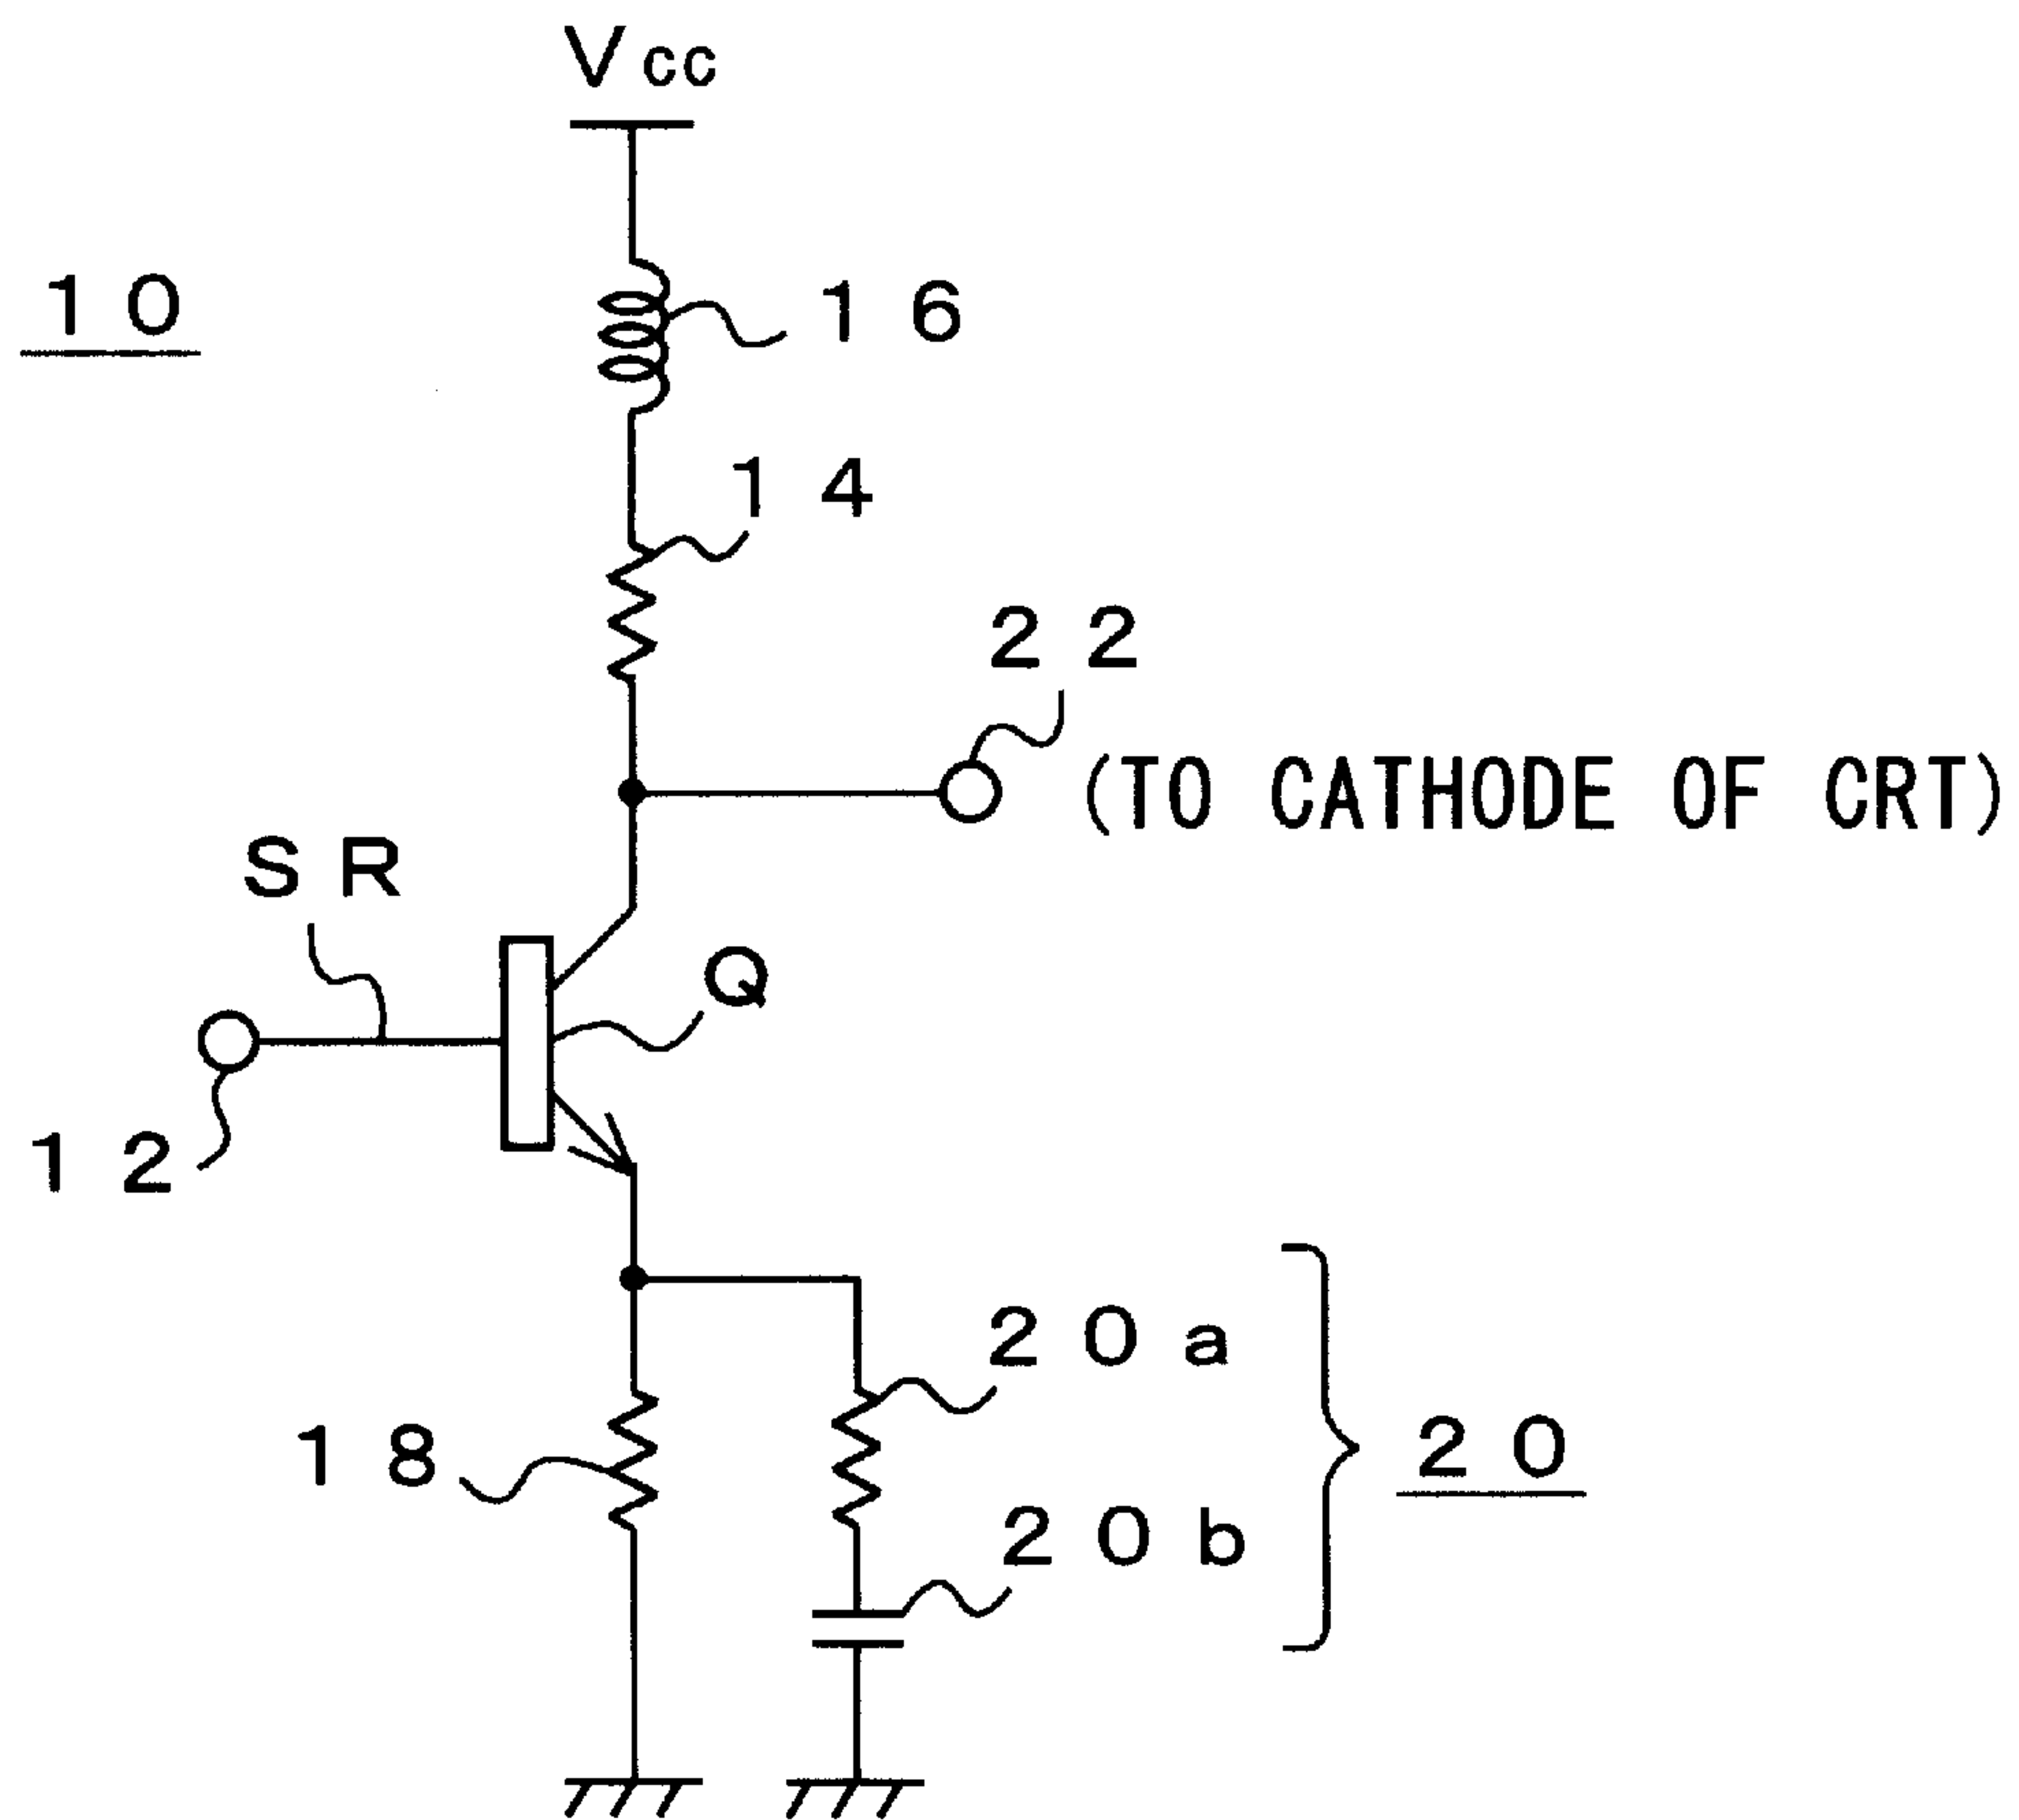 Vcc
10
16
14
22
(TO CATHODE OF CRT)
SR
Q
12
20a
18
20
20b